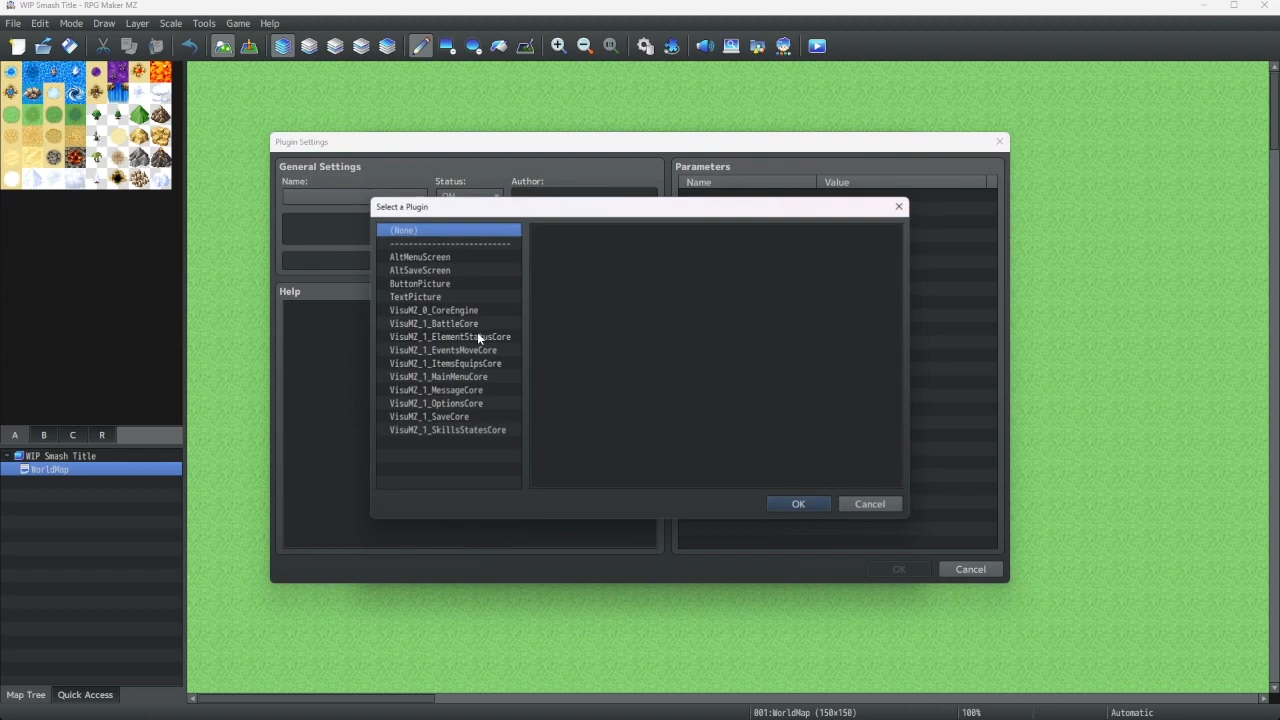 WIP Smash Title - RPG Maker MZ
File Edit Mode Draw Layer Scale Tools Game Help
Plugin Settings
General Settings
Parameters
Name: Status: Author:
Name Value
ON
Select a Plugin
(None)
--------------------------
AltMenuScreen
AltSaveScreen
ButtonPicture
Help
TextPicture
VisuMZ_0_CoreEngine
VisuMZ_1_BattleCore
VisuMZ_1_ElementStatusCore
VisuMZ_1_EventsMoveCore
VisuMZ_1_ItemsEquipsCore
VisuMZ_1_MainMenuCore
VisuMZ_1_MessageCore
VisuMZ_1_OptionsCore
VisuMZ_1_SaveCore
VisuMZ_1_SkillsStatesCore
OK Cancel
OK Cancel
A B C R
WIP Smash Title
WorldMap
Map Tree Quick Access
001:WorldMap (150×150) 100% Automatic